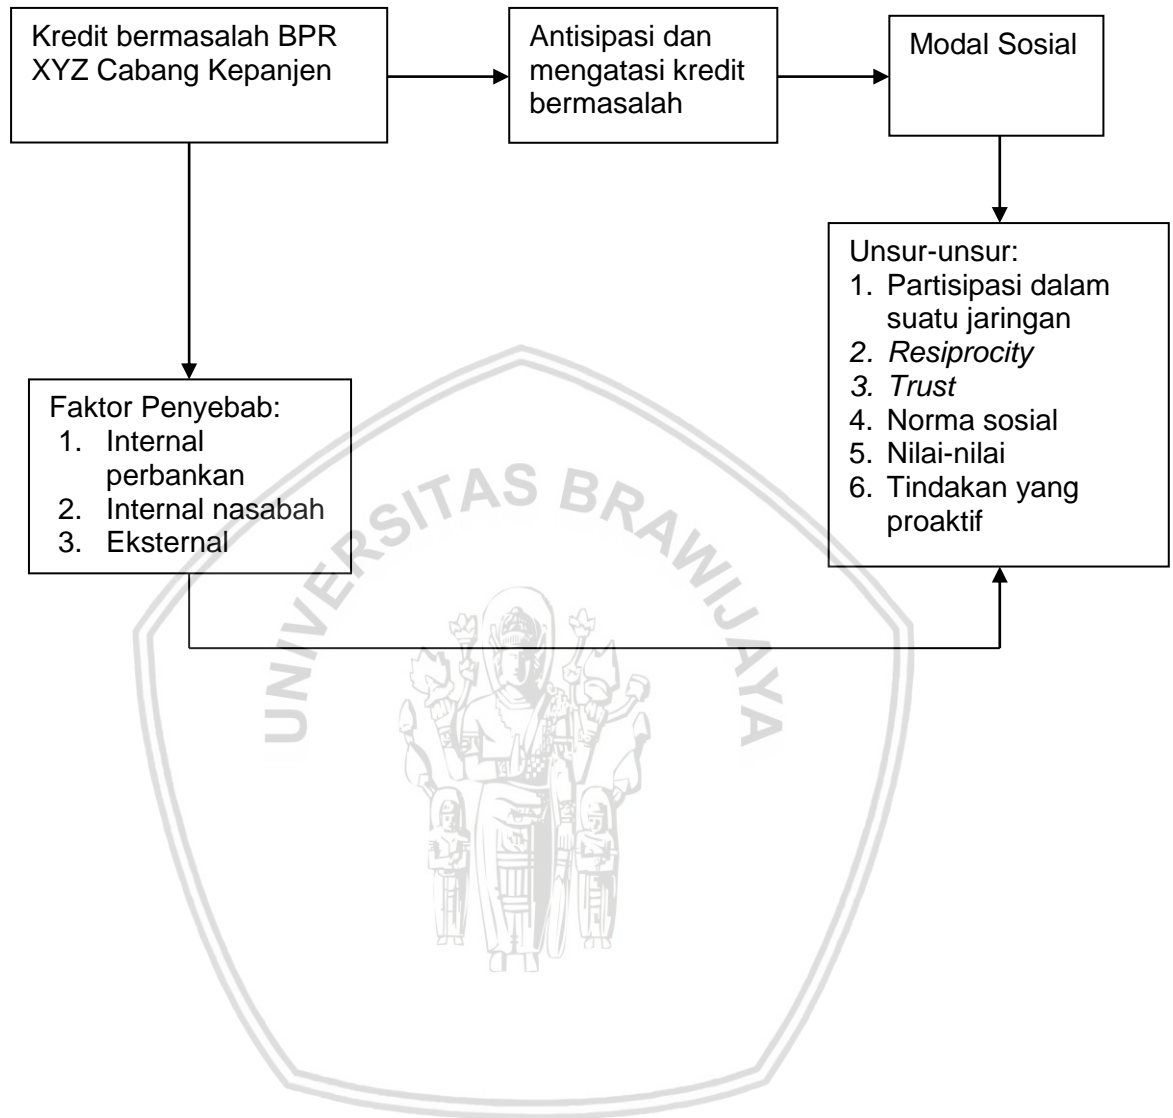 Kredit bermasalah BPR
XYZ Cabang Kepanjen
Antisipasi dan
mengatasi kredit
bermasalah
Modal Sosial
Unsur-unsur:
1. Partisipasi dalam
suatu jaringan
2. Resiprocity
3. Trust
4. Norma sosial
5. Nilai-nilai
6. Tindakan yang
proaktif
Faktor Penyebab:
1. Internal
perbankan
2. Internal nasabah
3. Eksternal
UNIVERSITAS BRAWIJAYA